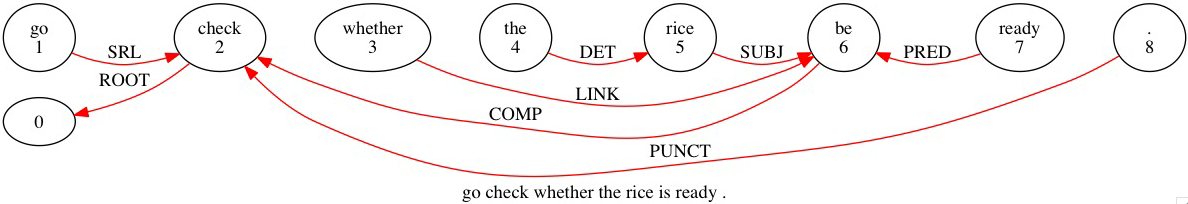 go check whether the rice be ready .
1 2 3 4 5 6 7 8
SRL DET SUBJ PRED
ROOT
LINK
0
COMP
PUNCT
go check whether the rice is ready .